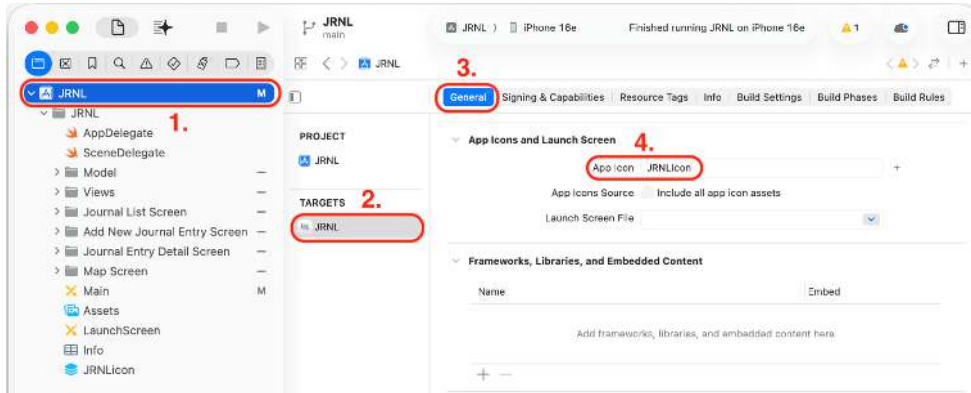 JRNL
main
JRNL
iPhone 16e
Finished running JRNL on iPhone 16e
1
JRNL
3.
JRNL
M
General
Signing & Capabilities
Resource Tags
Info
Build Settings
Build Phases
Build Rules
JRNL
1.
AppDelegate
SceneDelegate
Model
Views
Journal List Screen
Add New Journal Entry Screen
Journal Entry Detail Screen
Map Screen
Main
M
Assets
LaunchScreen
Info
JRNLicon
PROJECT
JRNL
TARGETS
2.
JRNL
App Icons and Launch Screen
4.
App Icon
JRNLicon
App Icons Source
Include all app icon assets
Launch Screen File
Frameworks, Libraries, and Embedded Content
Name
Embed
Add frameworks, libraries, and embedded content here